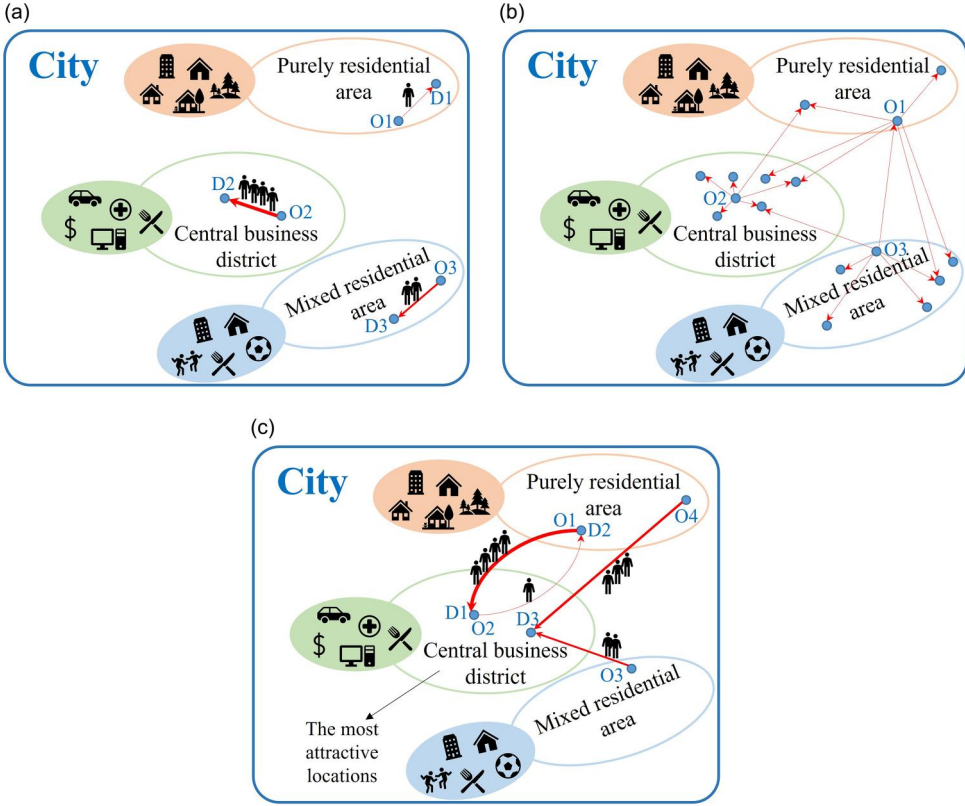 (a)
City
Purely residential
area
D1
O1
D2
O2
$
Central business
district
O3
Mixed residential
area
D3
(b)
City
Purely residential
area
O1
O2
$
Central business
district
O3
Mixed residential
area
(c)
City
Purely residential
area
O4
O1
D2
D1
O2
D3
$
Central business
district
O3
Mixed residential
area
The most
attractive
locations